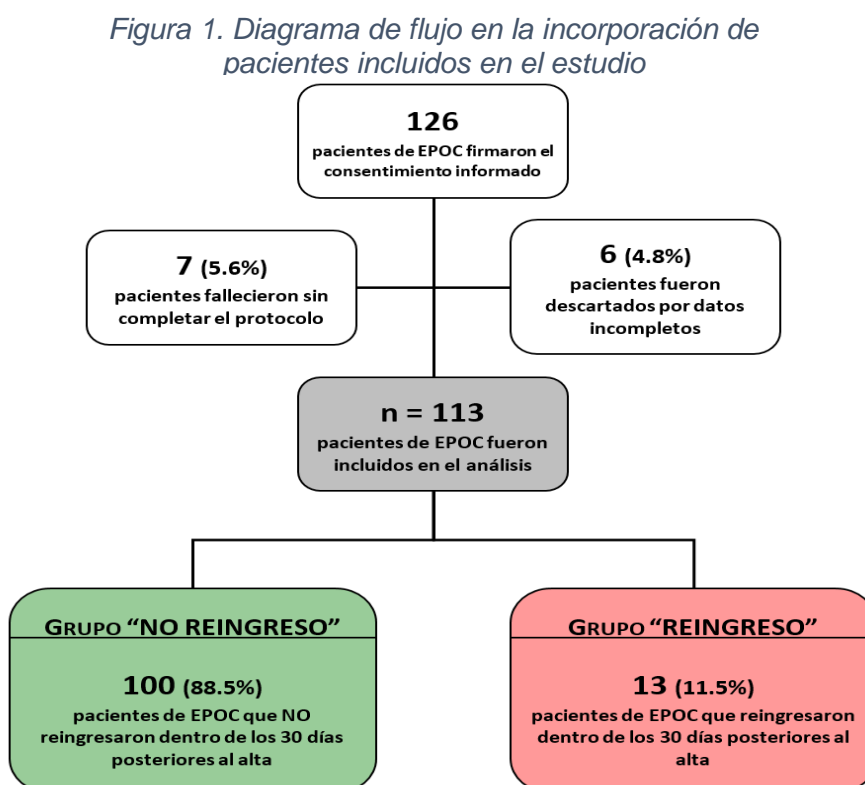 Figura 1. Diagrama de flujo en la incorporación de
pacientes incluidos en el estudio
126
pacientes de EPOC firmaron el
consentimiento informado
7 (5.6%)
pacientes fallecieron sin
completar el protocolo
6 (4.8%)
pacientes fueron
descartados por datos
incompletos
n = 113
pacientes de EPOC fueron
incluidos en el análisis
GRUPO “NO REINGRESO”
100 (88.5%)
pacientes de EPOC que NO
reingresaron dentro de los 30 días
posteriores al alta
GRUPO “REINGRESO”
13 (11.5%)
pacientes de EPOC que reingresaron
dentro de los 30 días posteriores al
alta